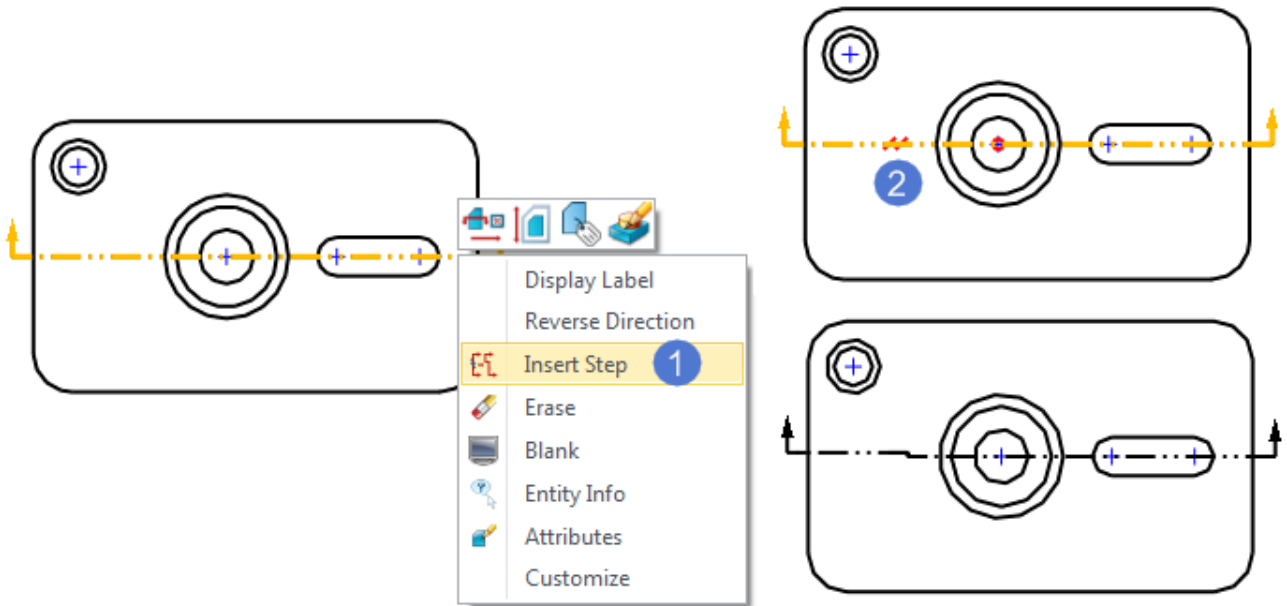 Display Label
Reverse Direction
Insert Step 1
Erase
Blank
Entity Info
Attributes
Customize
2